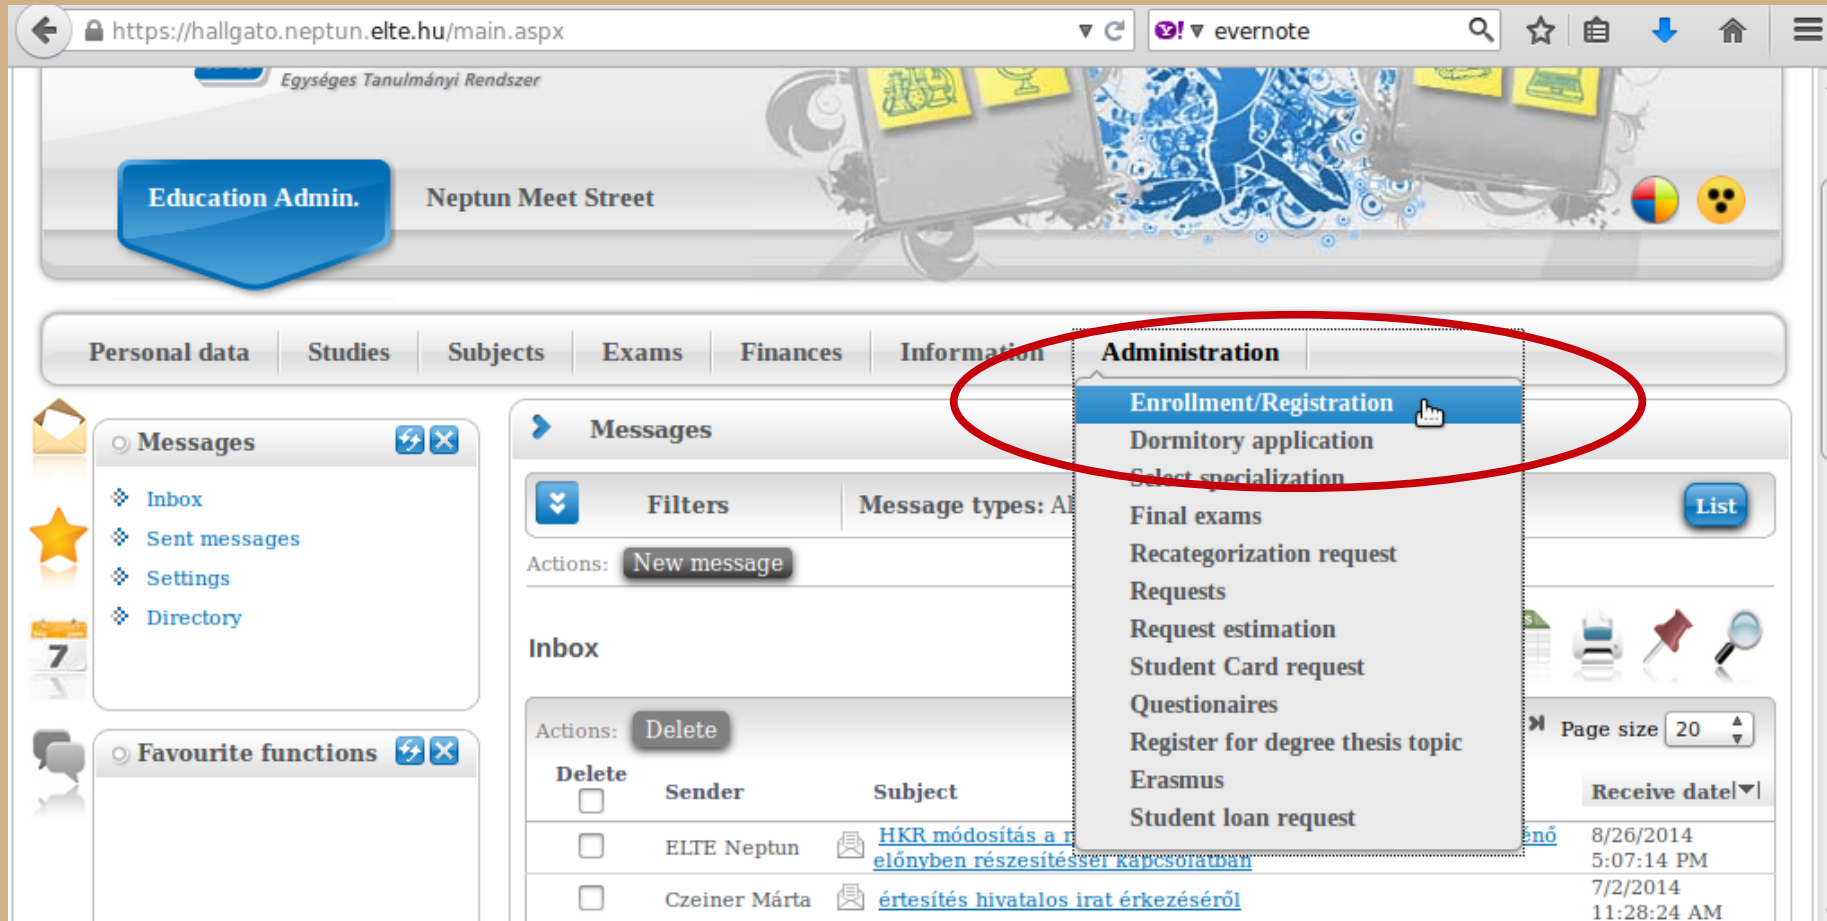 https://hallgato.neptun.elte.hu/main.aspx
evernote
Egységes Tanulmányi Rendszer
Education Admin.
Neptun Meet Street
Personal data
Studies
Subjects
Exams
Finances
Information
Administration
Enrollment/Registration
Dormitory application
Select specialization
Final exams
Recategorization request
Requests
Request estimation
Student Card request
Questionaires
Register for degree thesis topic
Erasmus
Student loan request
Messages
Inbox
Sent messages
Settings
Directory
7
Favourite functions
Messages
Filters
Message types: Al
List
Actions: New message
Inbox
Actions: Delete
Page size 20
Delete
Sender
Subject
Receive date
ELTE Neptun
HKR módosítás a r
énő
előnyben részesítéssel kapcsolatban
8/26/2014
5:07:14 PM
Czeiner Márta
értesítés hivatalos irat érkezéséről
7/2/2014
11:28:24 AM